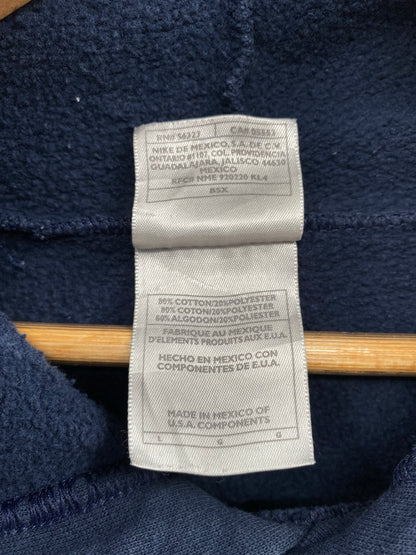 RN# 56323 CA# 05553
NIKE DE MEXICO, S.A. DE C.V.
ONTARIO #1107, COL. PROVIDENCIA
GUADALAJARA, JALISCO 44630
MEXICO
RFC# NME 920220 KL4
BSX
80% COTTON/20% POLYESTER
80% COTON/20% POLYESTER
80% ALGODON/20% POLIESTER
FABRIQUE AU MEXIQUE
D'ELEMENTS PRODUITS AUX E.U.A.
HECHO EN MEXICO CON
COMPONENTES DE E.U.A.
MADE IN MEXICO OF
U.S.A. COMPONENTS
L G G